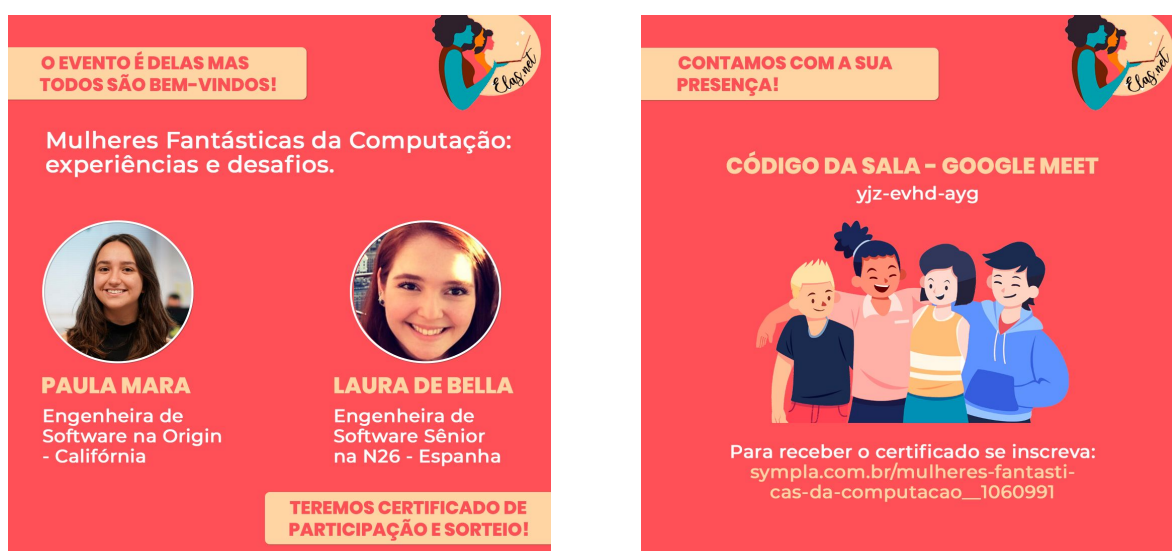 O EVENTO É DELAS MAS
TODOS SÃO BEM-VINDOS!
Elas.net
Mulheres Fantásticas da Computação:
experiências e desafios.
PAULA MARA
Engenheira de
Software na Origin
- Califórnia
LAURA DE BELLA
Engenheira de
Software Sênior
na N26 - Espanha
TEREMOS CERTIFICADO DE
PARTICIPAÇÃO E SORTEIO!
CONTAMOS COM A SUA
PRESENÇA!
Elas.net
CÓDIGO DA SALA - GOOGLE MEET
yjz-evhd-ayg
Para receber o certificado se inscreva:
sympla.com.br/mulheres-fantasti-
cas-da-computacao__1060991